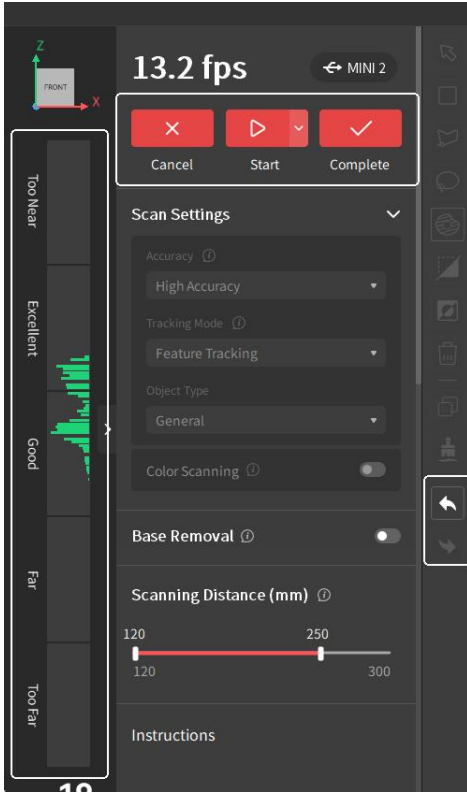 Z
FRONT
X
13.2 fps
MINI 2
Cancel
Start
Complete
Too Near
Excellent
Good
Far
Too Far
Scan Settings
Accuracy
High Accuracy
Tracking Mode
Feature Tracking
Object Type
General
Color Scanning
Base Removal
Scanning Distance (mm)
120 250
120 300
Instructions